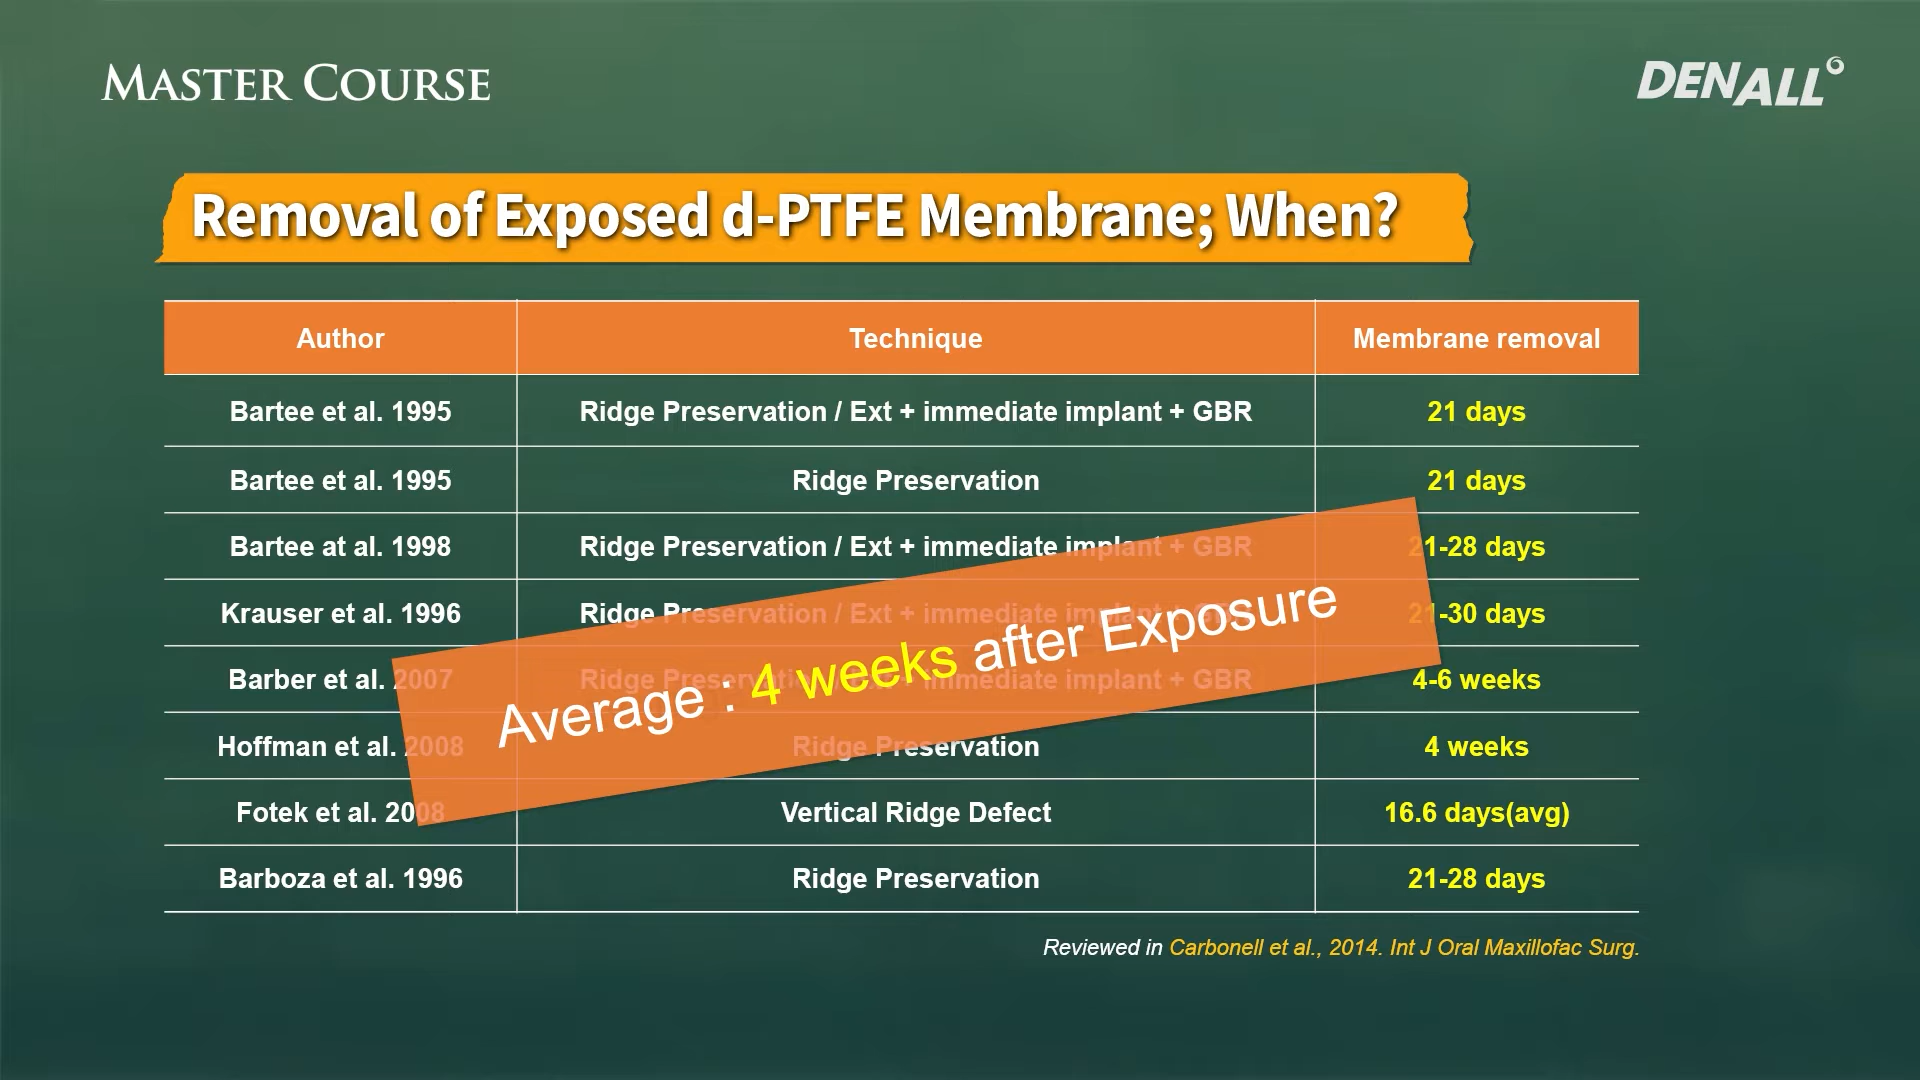 MASTER COURSE
DENALL
Removal of Exposed d-PTFE Membrane; When?
Author Technique Membrane removal
Bartee et al. 1995 Ridge Preservation / Ext + immediate implant + GBR 21 days
Bartee et al. 1995 Ridge Preservation 21 days
Bartee at al. 1998 Ridge Preservation / Ext + immediate implant + GBR 21-28 days
Krauser et al. 1996 Ridge Preservation / Ext + immediate implant + GBR 21-30 days
Barber et al. 2007 Ridge Preservation / Ext + immediate implant + GBR 4-6 weeks
Hoffman et al. 2008 Ridge Preservation 4 weeks
Fotek et al. 2008 Vertical Ridge Defect 16.6 days(avg)
Barboza et al. 1996 Ridge Preservation 21-28 days
Average : 4 weeks after Exposure
Reviewed in Carbonell et al., 2014. Int J Oral Maxillofac Surg.